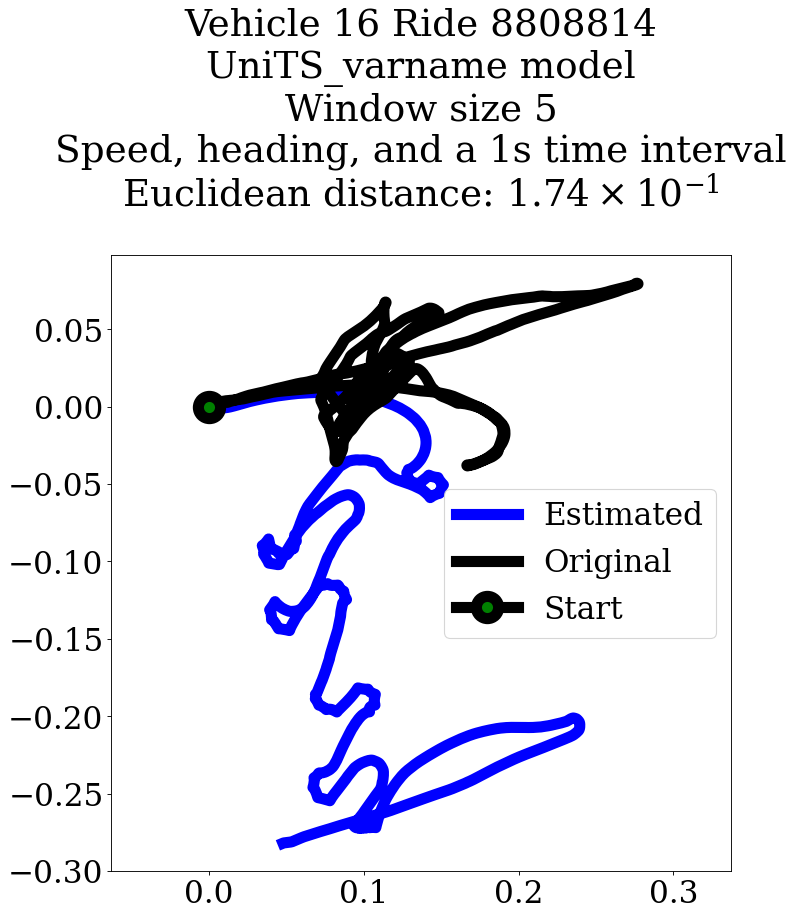 Vehicle 16 Ride 8808814
UniTS_varname model
Window size 5
Speed, heading, and a 1s time interval
Euclidean distance: 1.74 × 10⁻¹
0.05
0.00
−0.05
−0.10
−0.15
−0.20
−0.25
−0.30
Estimated
Original
Start
0.0 0.1 0.2 0.3